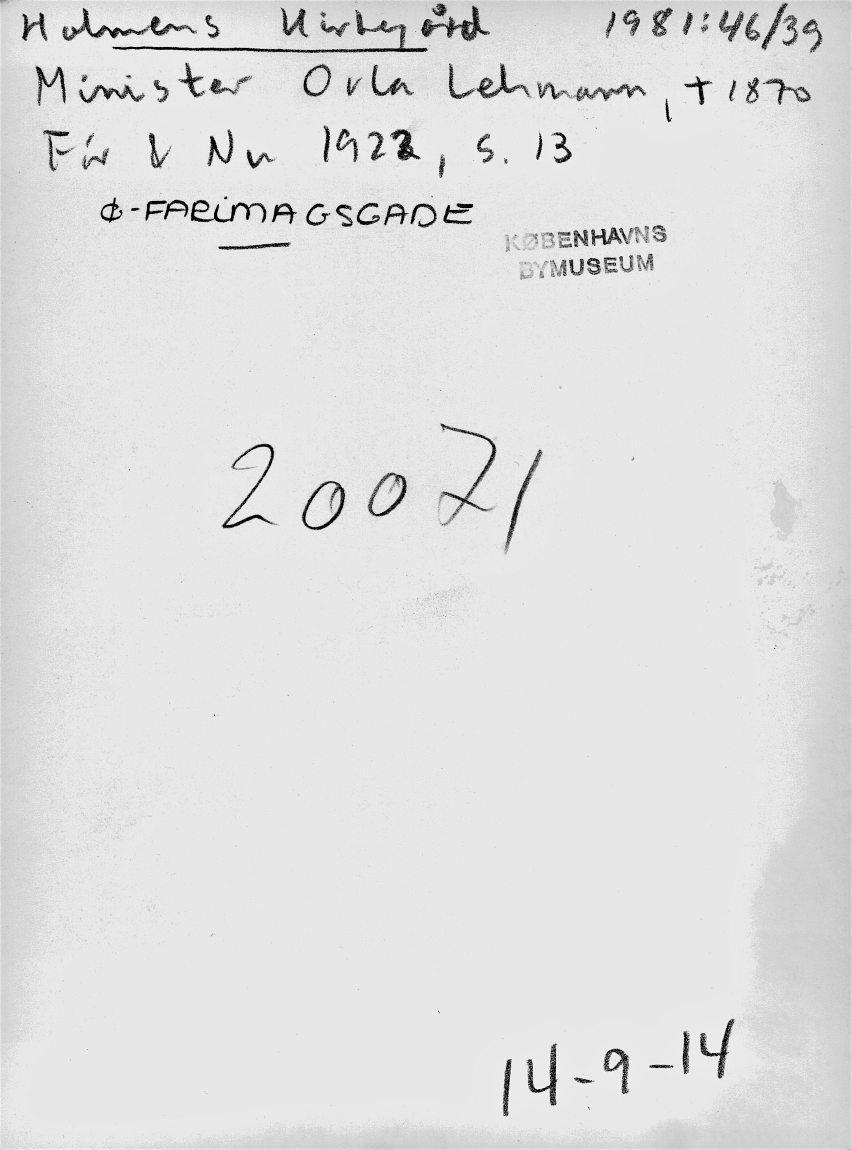 Holmens Kirkegård 1981:46/39
Minister Orla Lehmann, † 1870
Før & Nu 1922, S. 13
Ø-FARIMAGSGADE
KØBENHAVNS
BYMUSEUM
20071
14-9-14